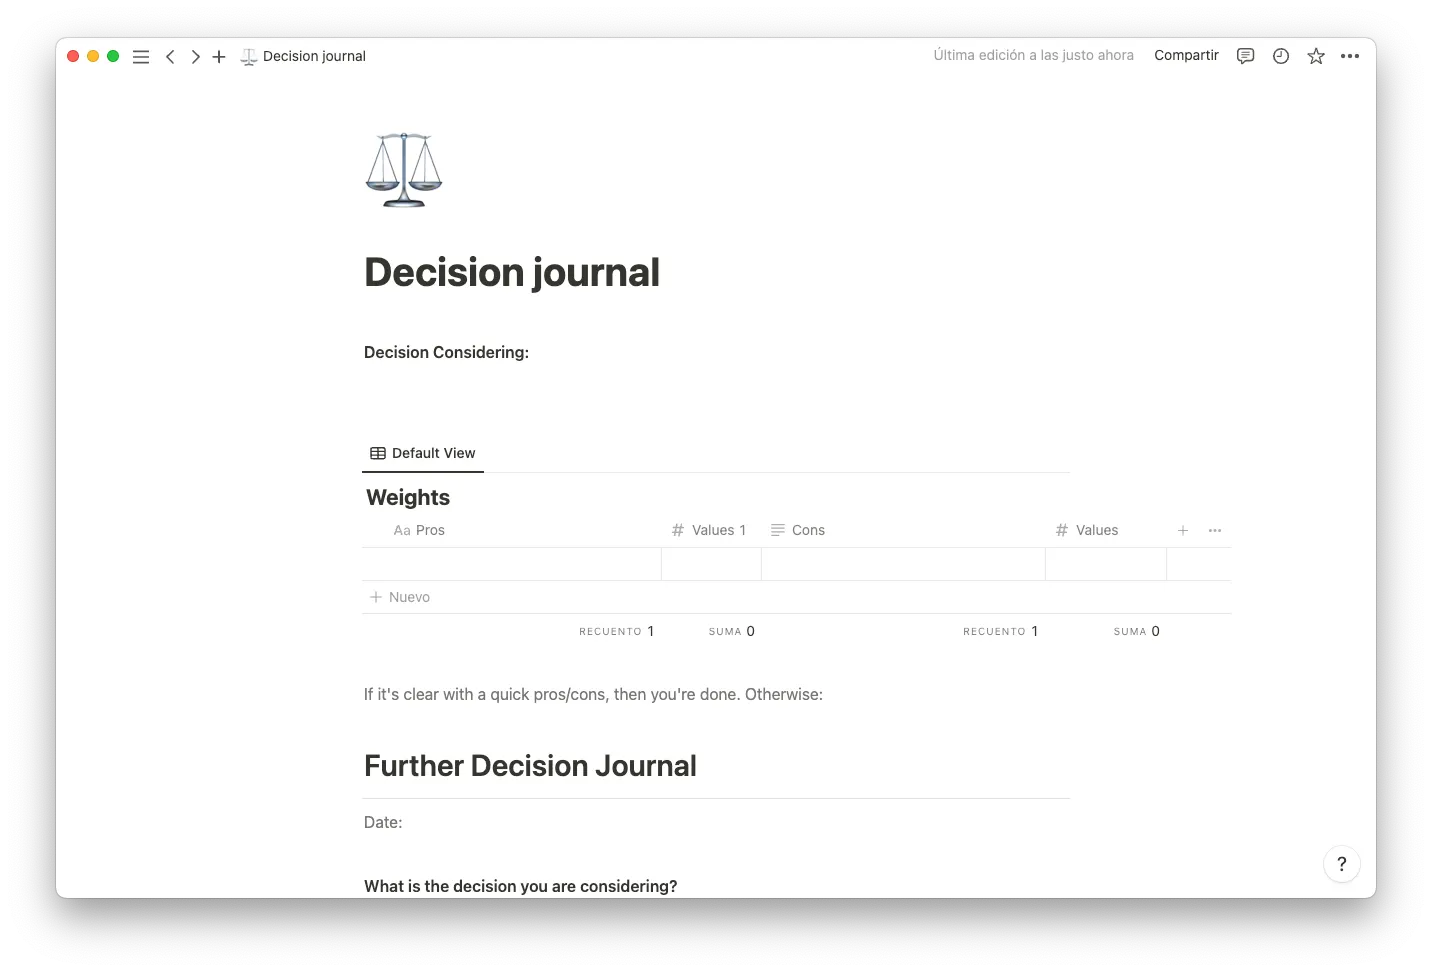 Decision journal
Última edición a las justo ahora
Compartir
Decision journal
Decision Considering:
Default View
Weights
Aa Pros # Values 1 Cons # Values
+ Nuevo
RECUENTO 1 SUMA 0 RECUENTO 1 SUMA 0
If it's clear with a quick pros/cons, then you're done. Otherwise:
Further Decision Journal
Date:
?
What is the decision you are considering?